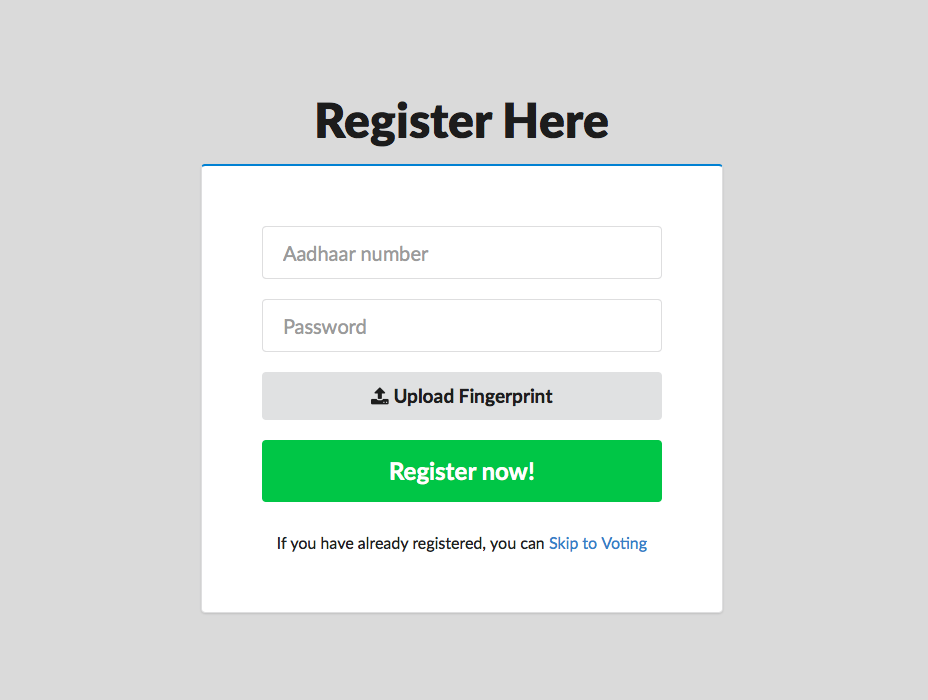 Register Here
Aadhaar number
Password
Upload Fingerprint
Register now!
If you have already registered, you can Skip to Voting